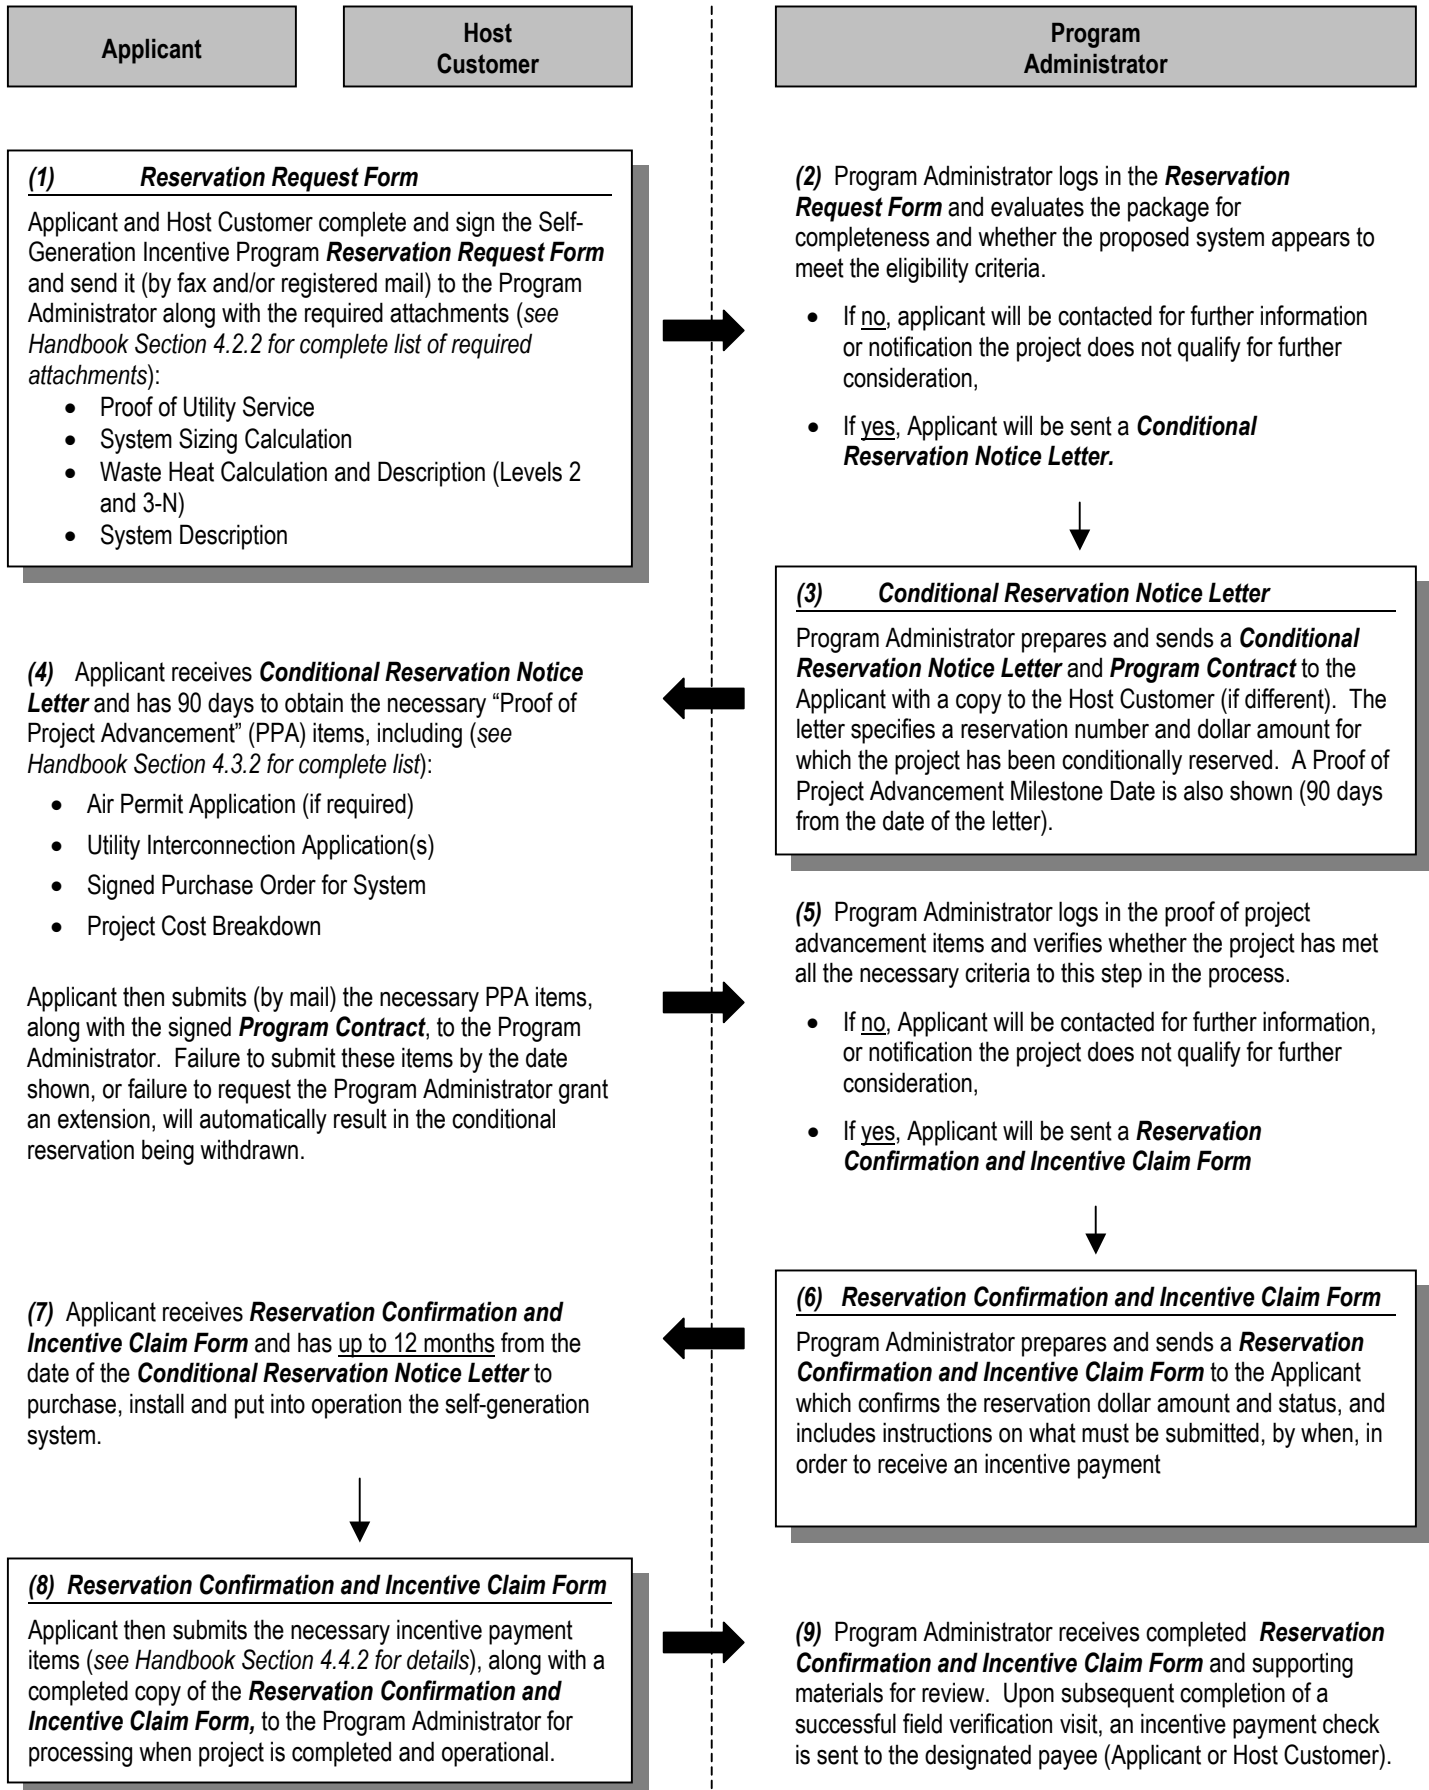 Applicant
Host
Customer
Program
Administrator
(1) Reservation Request Form
Applicant and Host Customer complete and sign the Self-
Generation Incentive Program Reservation Request Form
and send it (by fax and/or registered mail) to the Program
Administrator along with the required attachments (see
Handbook Section 4.2.2 for complete list of required
attachments):
• Proof of Utility Service
• System Sizing Calculation
• Waste Heat Calculation and Description (Levels 2
and 3-N)
• System Description
(2) Program Administrator logs in the Reservation
Request Form and evaluates the package for
completeness and whether the proposed system appears to
meet the eligibility criteria.
• If no, applicant will be contacted for further information
or notification the project does not qualify for further
consideration,
• If yes, Applicant will be sent a Conditional
Reservation Notice Letter.
(3) Conditional Reservation Notice Letter
Program Administrator prepares and sends a Conditional
Reservation Notice Letter and Program Contract to the
Applicant with a copy to the Host Customer (if different). The
letter specifies a reservation number and dollar amount for
which the project has been conditionally reserved. A Proof of
Project Advancement Milestone Date is also shown (90 days
from the date of the letter).
(4) Applicant receives Conditional Reservation Notice
Letter and has 90 days to obtain the necessary “Proof of
Project Advancement” (PPA) items, including (see
Handbook Section 4.3.2 for complete list):
• Air Permit Application (if required)
• Utility Interconnection Application(s)
• Signed Purchase Order for System
• Project Cost Breakdown
Applicant then submits (by mail) the necessary PPA items,
along with the signed Program Contract, to the Program
Administrator. Failure to submit these items by the date
shown, or failure to request the Program Administrator grant
an extension, will automatically result in the conditional
reservation being withdrawn.
(5) Program Administrator logs in the proof of project
advancement items and verifies whether the project has met
all the necessary criteria to this step in the process.
• If no, Applicant will be contacted for further information,
or notification the project does not qualify for further
consideration,
• If yes, Applicant will be sent a Reservation
Confirmation and Incentive Claim Form
(6) Reservation Confirmation and Incentive Claim Form
Program Administrator prepares and sends a Reservation
Confirmation and Incentive Claim Form to the Applicant
which confirms the reservation dollar amount and status, and
includes instructions on what must be submitted, by when, in
order to receive an incentive payment
(7) Applicant receives Reservation Confirmation and
Incentive Claim Form and has up to 12 months from the
date of the Conditional Reservation Notice Letter to
purchase, install and put into operation the self-generation
system.
(8) Reservation Confirmation and Incentive Claim Form
Applicant then submits the necessary incentive payment
items (see Handbook Section 4.4.2 for details), along with a
completed copy of the Reservation Confirmation and
Incentive Claim Form, to the Program Administrator for
processing when project is completed and operational.
(9) Program Administrator receives completed Reservation
Confirmation and Incentive Claim Form and supporting
materials for review. Upon subsequent completion of a
successful field verification visit, an incentive payment check
is sent to the designated payee (Applicant or Host Customer).